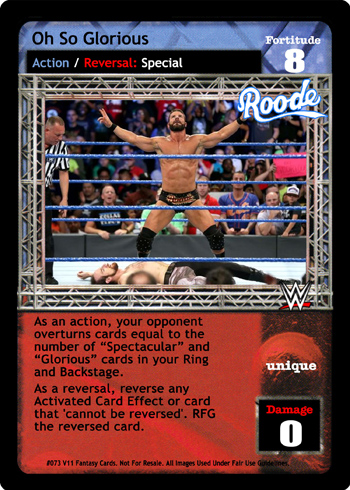 Oh So Glorious
Fortitude
8
Action / Reversal: Special
Roode
W
As an action, your opponent
overturns cards equal to the
number of “Spectacular” and
“Glorious” cards in your Ring
and Backstage.
As a reversal, reverse any
Activated Card Effect or card
that 'cannot be reversed'. RFG
the reversed card.
unique
Damage
0
#073 V11 Fantasy Cards. Not For Resale. All Images Used Under Fair Use Guidelines.